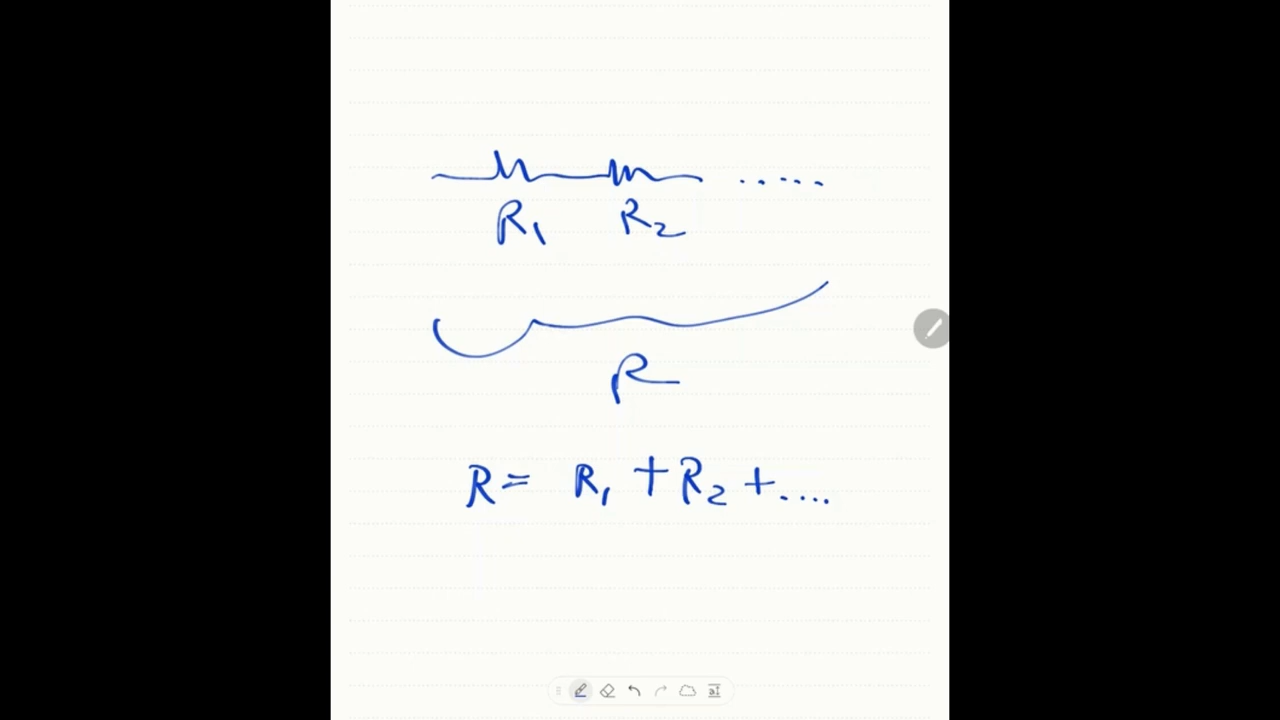 R₁ R₂ .....
R
R = R₁ + R₂ + ....